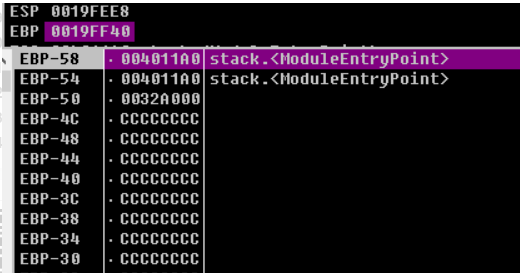 ESP 0019FEE8
EBP 0019FF40
EBP-58 . 004011A0 stack.<ModuleEntryPoint>
EBP-54 . 004011A0 stack.<ModuleEntryPoint>
EBP-50 . 0032A000
EBP-4C . CCCCCCCC
EBP-48 . CCCCCCCC
EBP-44 . CCCCCCCC
EBP-40 . CCCCCCCC
EBP-3C . CCCCCCCC
EBP-38 . CCCCCCCC
EBP-34 . CCCCCCCC
EBP-30 . CCCCCCCC